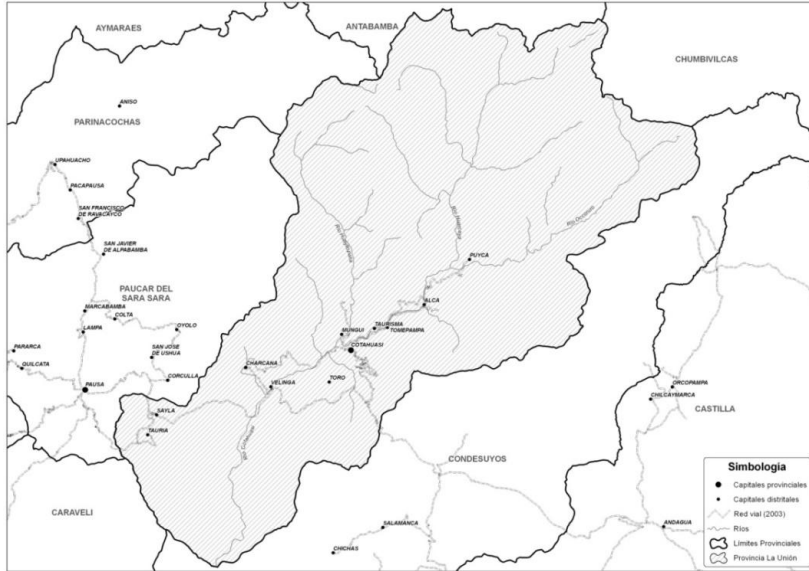 AYMARAES
ANTABAMBA
CHUMBIVILCAS
ANISO
PARINACOCHAS
UPAHUACHO
PACAPAUSA
SAN FRANCISCO
DE RAVACAYCO
SAN JAVIER
DE ALPABAMBA
PUYCA
PAUCAR DEL
SARA SARA
MARCABAMBA
COLTA
ALCA
LAMPA
OYOLO
MUNGUI
TAURISMA
TOMEPAMPA
COTAHUASI
PARARCA
SAN JOSE
DE USHUA
QUILCATA
CHARCANA
CORCULLA
PAUSA
VELINGA
TORO
ORCOPAMPA
CHILCAYMARCA
CASTILLA
SAYLA
TAURIA
CONDESUYOS
CARAVELI
SALAMANCA
ANDAGUA
CHICHAS
Simbología
Capitales provinciales
Capitales distritales
Red vial (2003)
Ríos
Límites Provinciales
Provincia La Unión